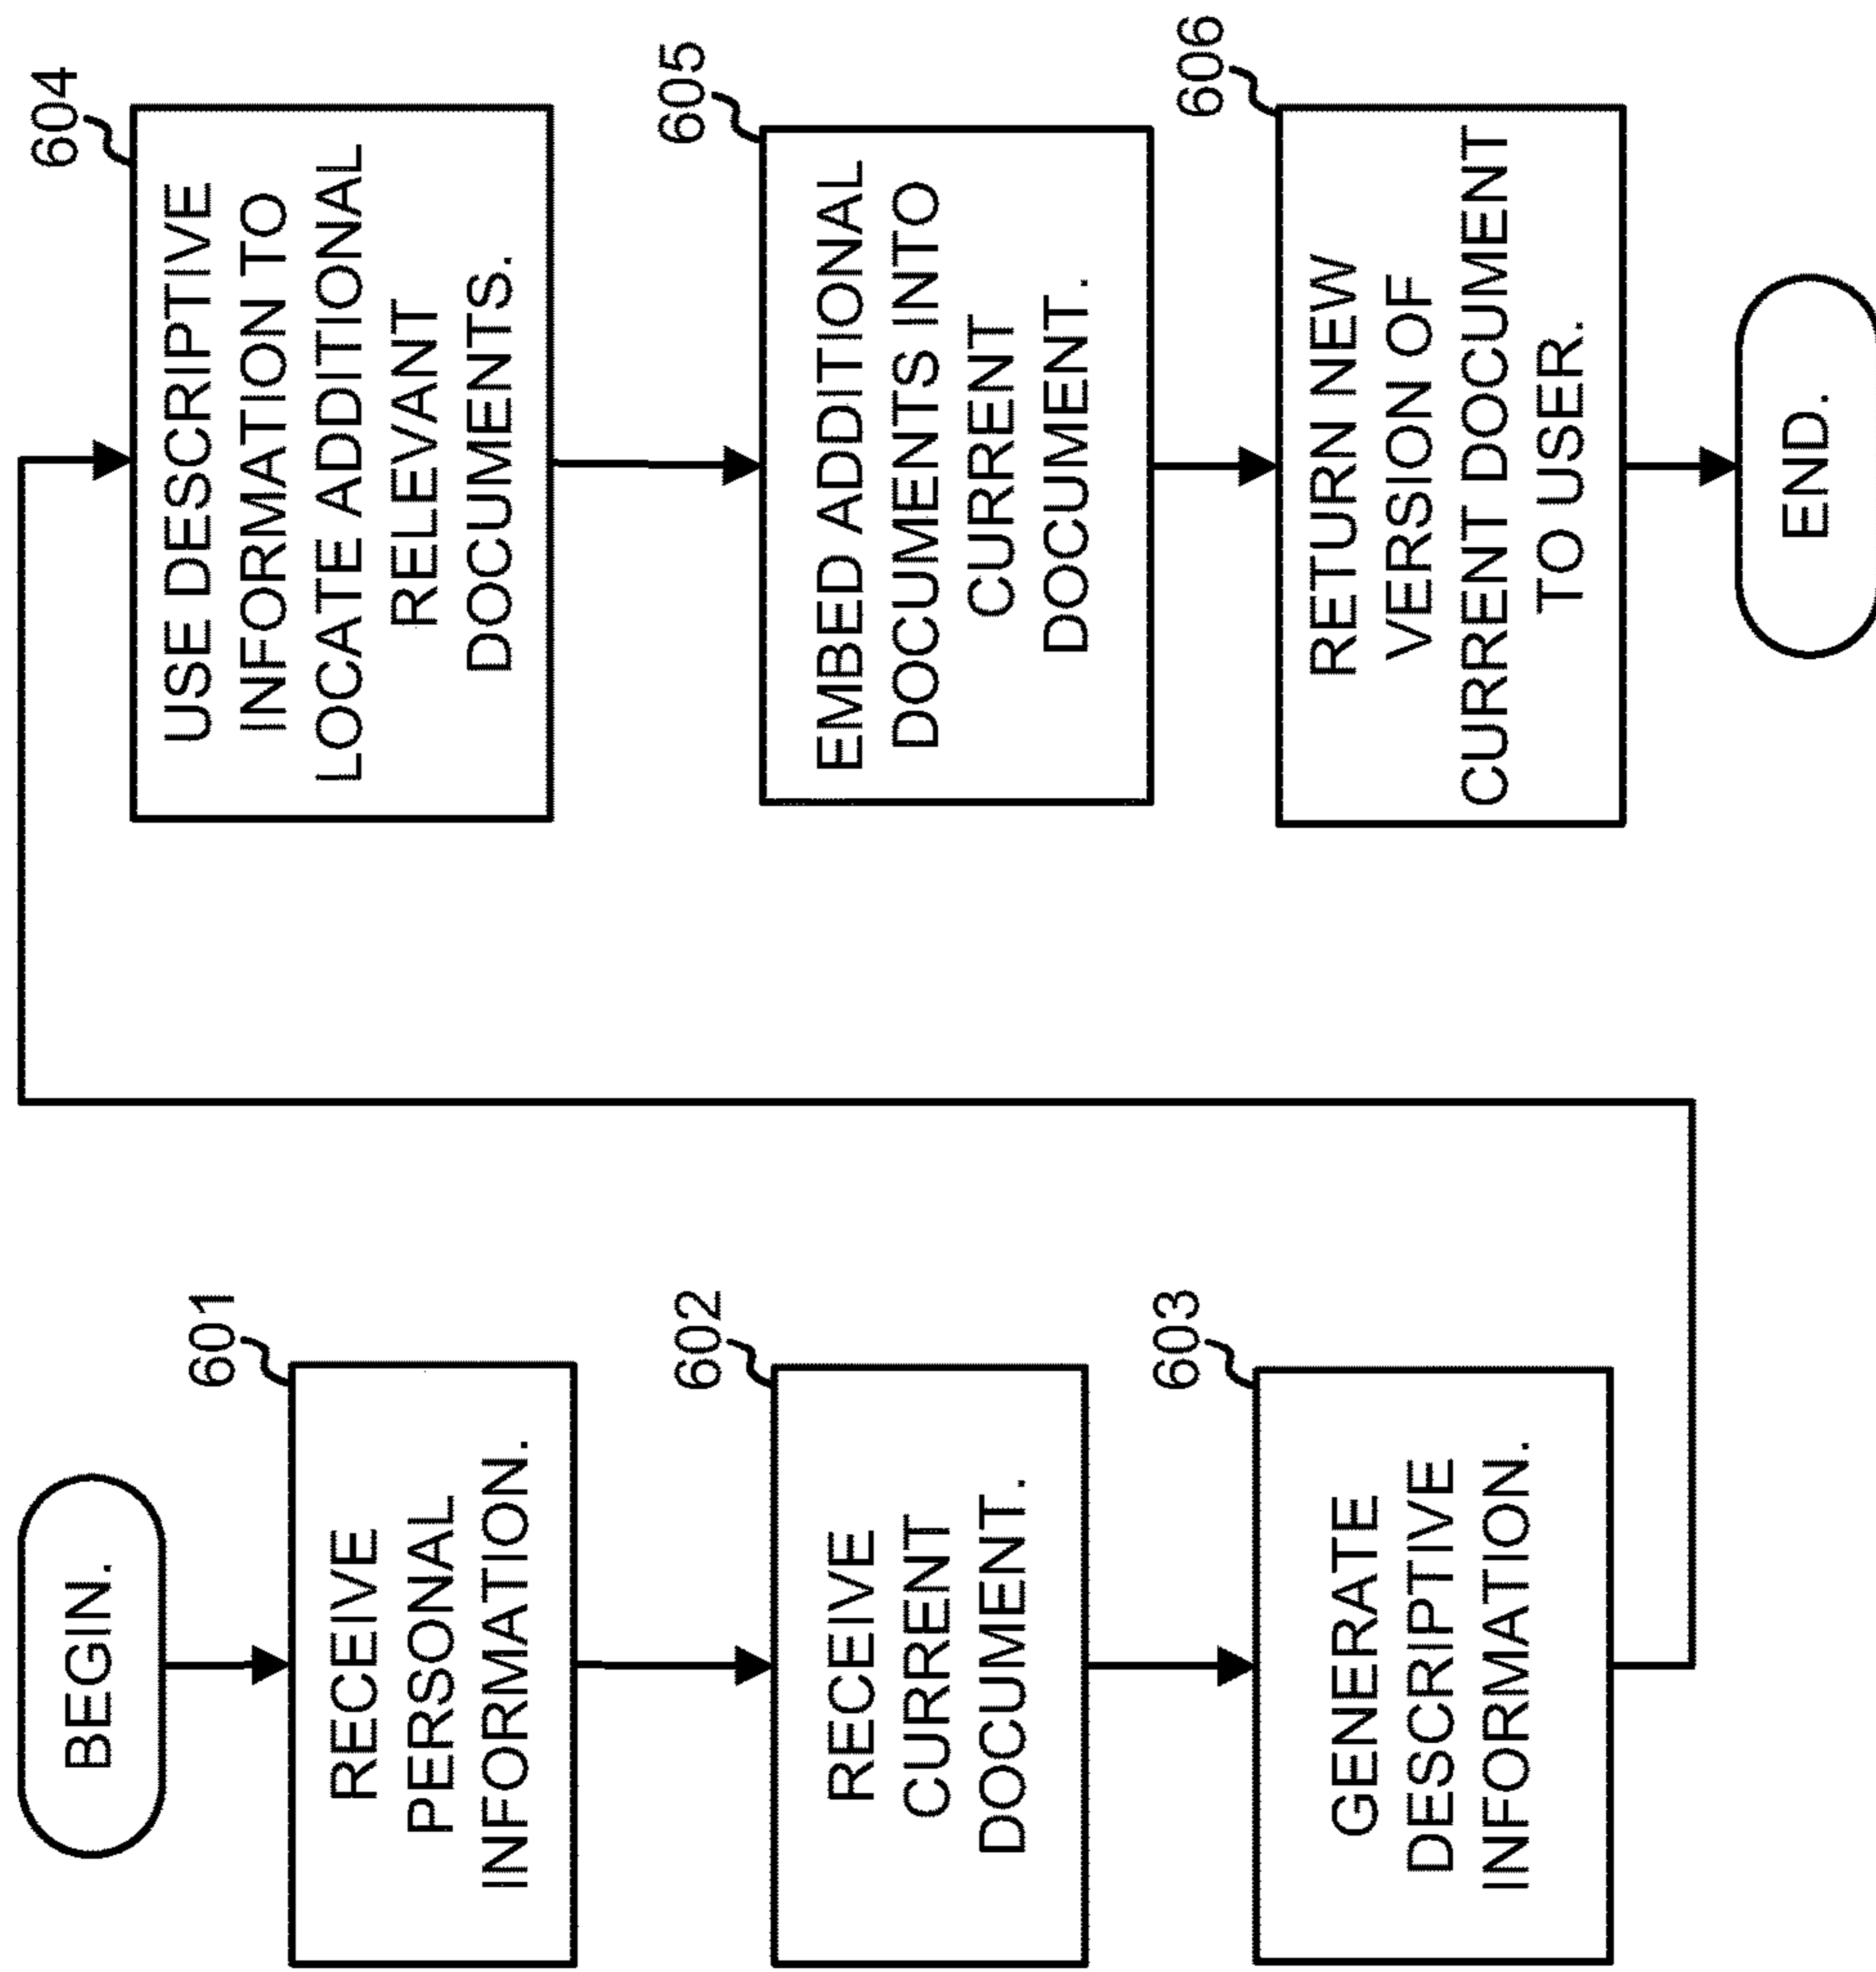 BEGIN.
601
RECEIVE
PERSONAL
INFORMATION.
602
RECEIVE
CURRENT
DOCUMENT.
603
GENERATE
DESCRIPTIVE
INFORMATION.
604
USE DESCRIPTIVE
INFORMATION TO
LOCATE ADDITIONAL
RELEVANT
DOCUMENTS.
605
EMBED ADDITIONAL
DOCUMENTS INTO
CURRENT
DOCUMENT.
606
RETURN NEW
VERSION OF
CURRENT DOCUMENT
TO USER.
END.